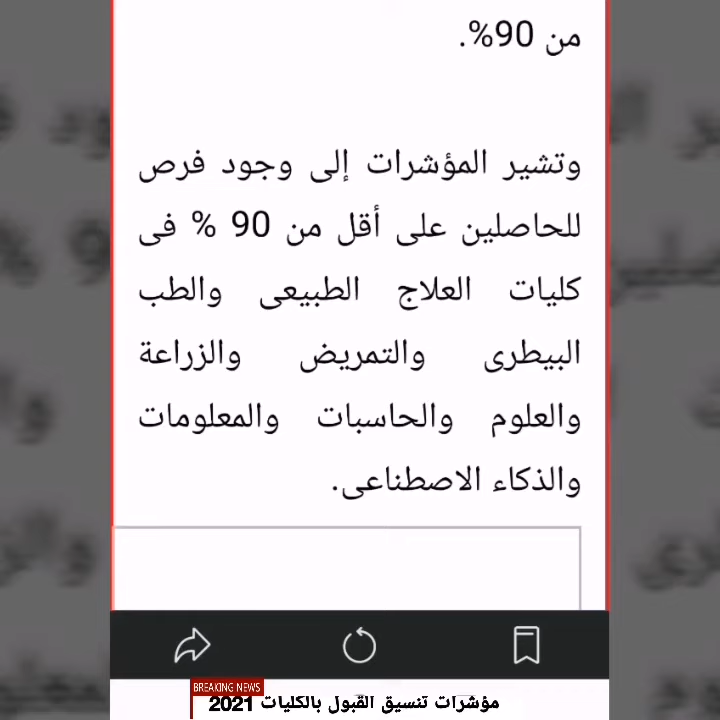 من 90%.
وتشير المؤشرات إلى وجود فرص
للحاصلين على أقل من 90 % فى
كليات العلاج الطبيعى والطب
البيطرى والتمريض والزراعة
والعلوم والحاسبات والمعلومات
والذكاء الاصطناعى.
BREAKING NEWS
مؤشرات تنسيق القبول بالكليات 2021